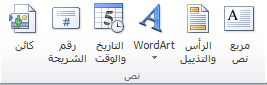 مربع نص
الرأس والتذييل
WordArt
التاريخ والوقت
رقم الشريحة
كائن
نص